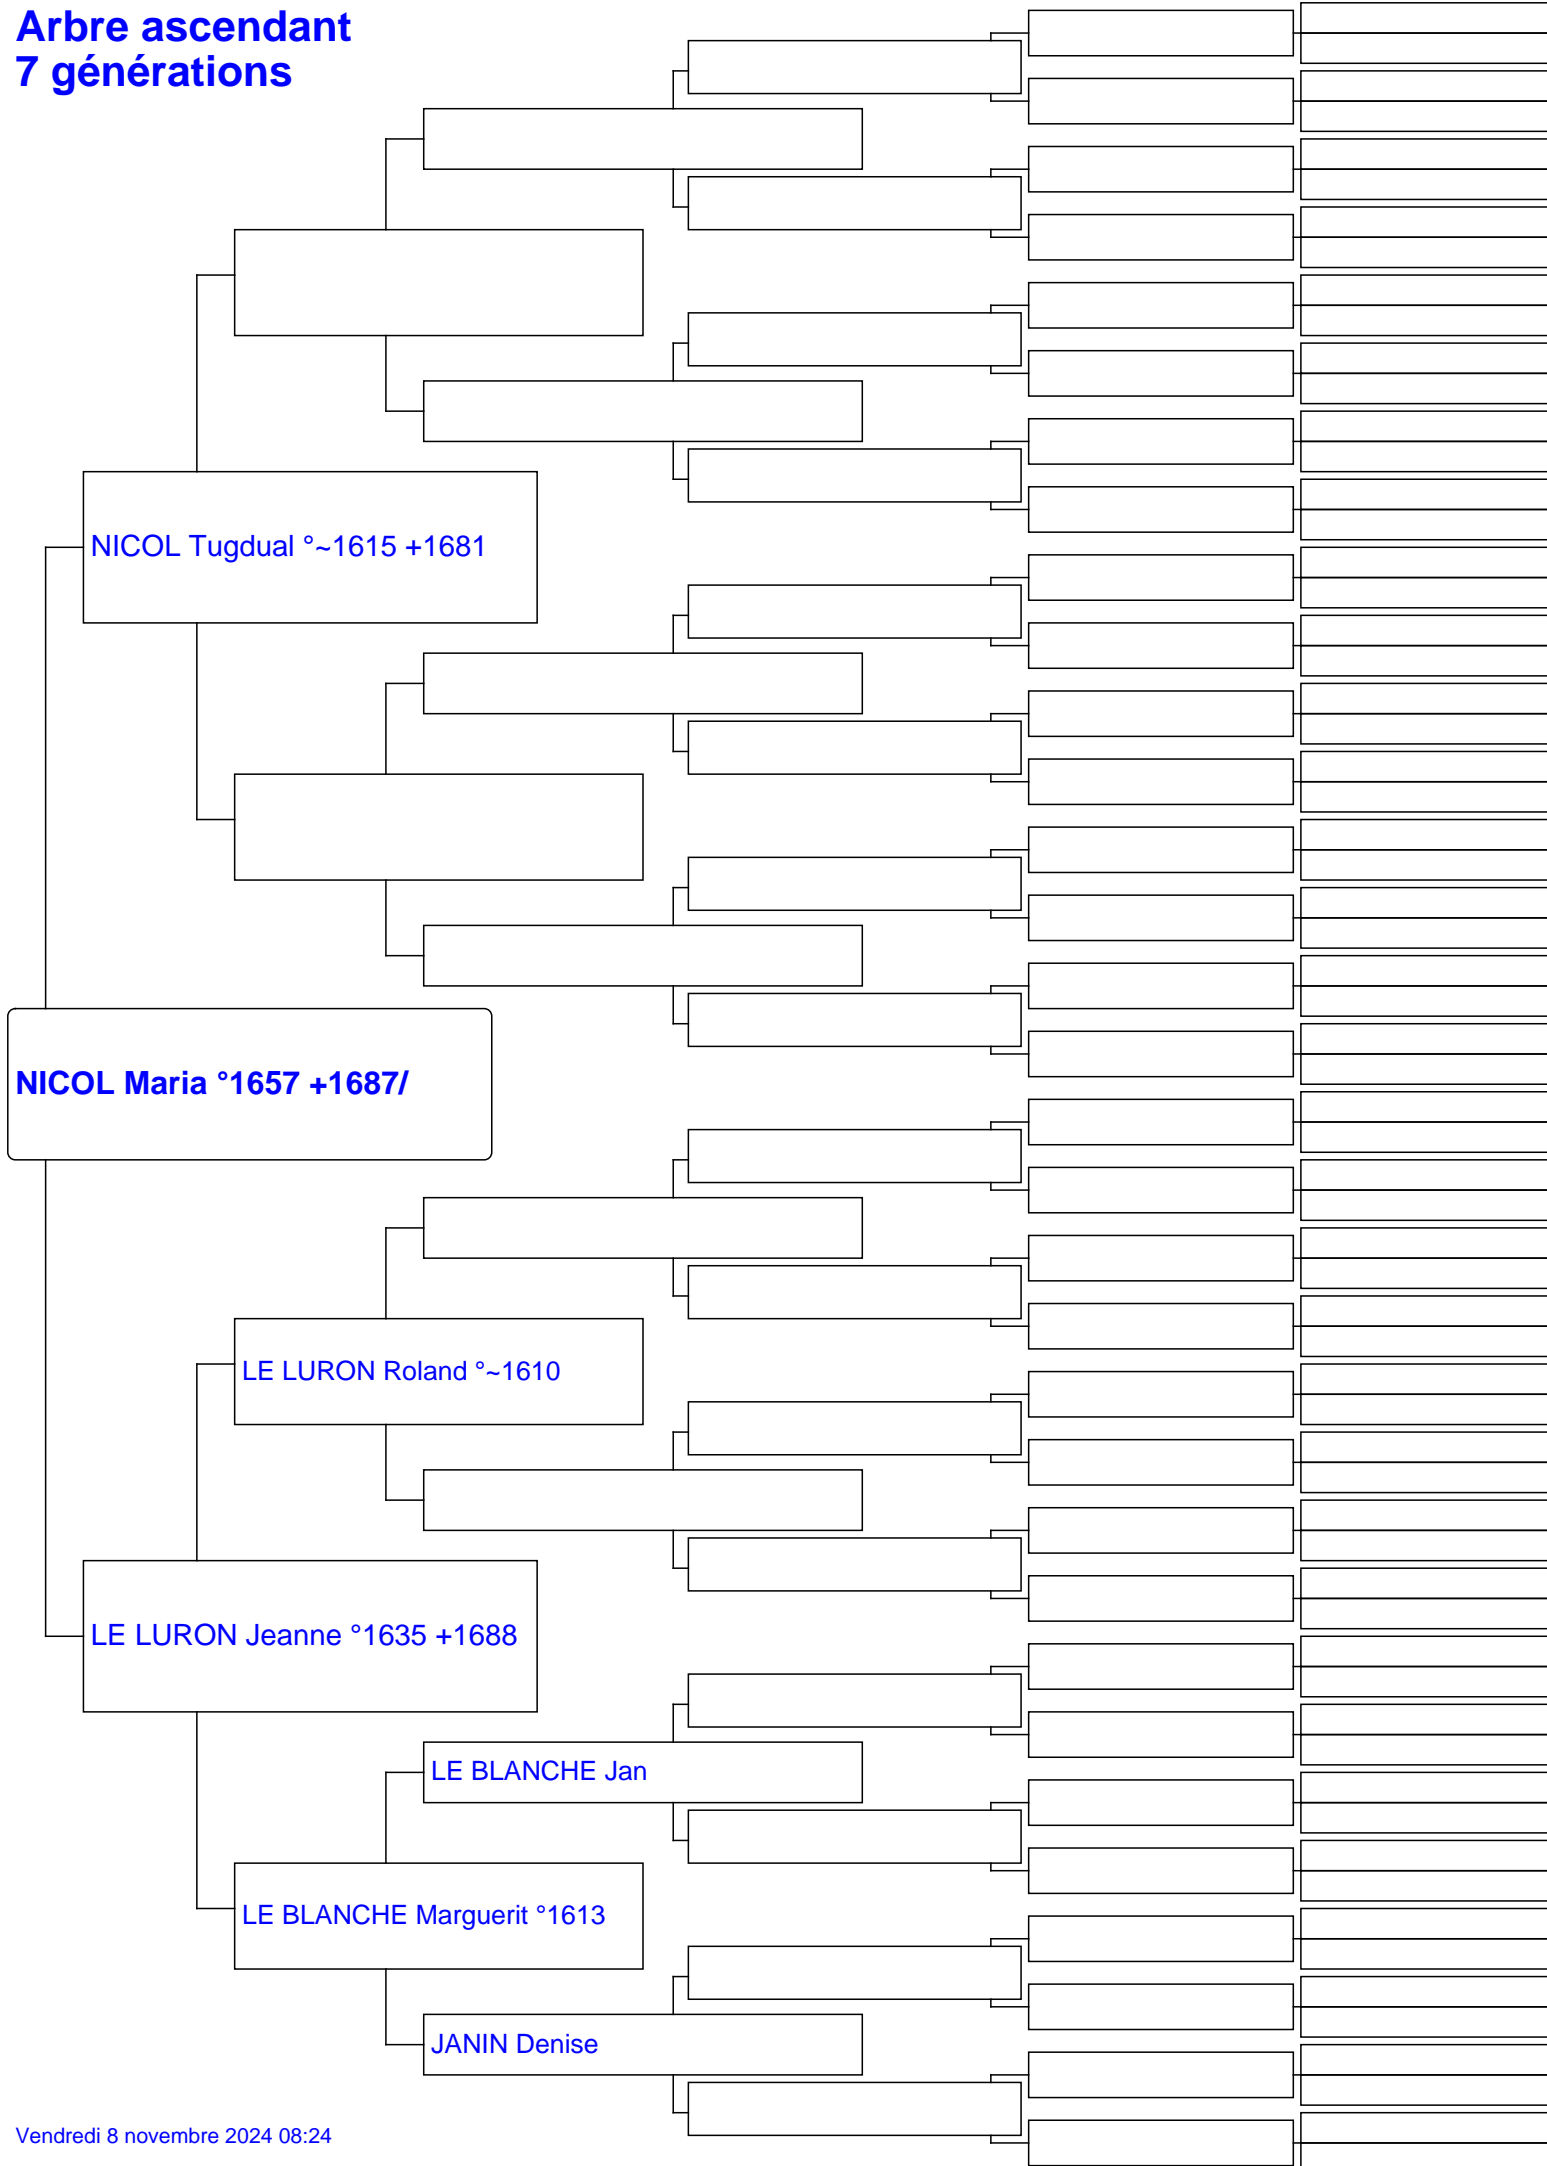 Arbre ascendant
7 générations
NICOL Tugdual °~1615 +1681
NICOL Maria °1657 +1687/
LE LURON Roland °~1610
LE LURON Jeanne °1635 +1688
LE BLANCHE Jan
LE BLANCHE Marguerit °1613
JANIN Denise
Vendredi 8 novembre 2024 08:24